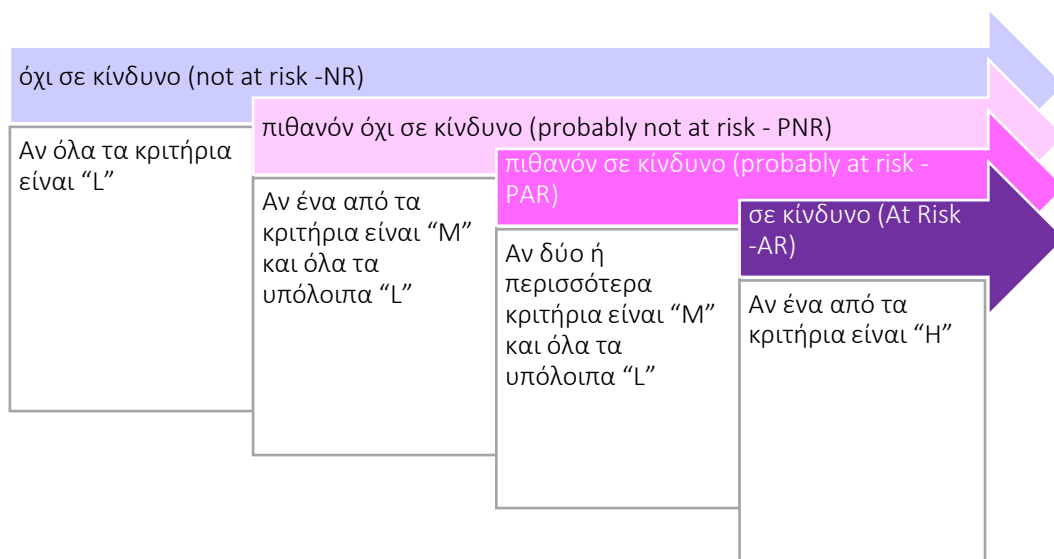 όχι σε κίνδυνο (not at risk -NR)
Αν όλα τα κριτήρια
είναι “L”
πιθανόν όχι σε κίνδυνο (probably not at risk - PNR)
Αν ένα από τα
κριτήρια είναι “M”
και όλα τα
υπόλοιπα “L”
πιθανόν σε κίνδυνο (probably at risk -
PAR)
Αν δύο ή
περισσότερα
κριτήρια είναι “M”
και όλα τα
υπόλοιπα “L”
σε κίνδυνο (At Risk
-AR)
Αν ένα από τα
κριτήρια είναι “H”